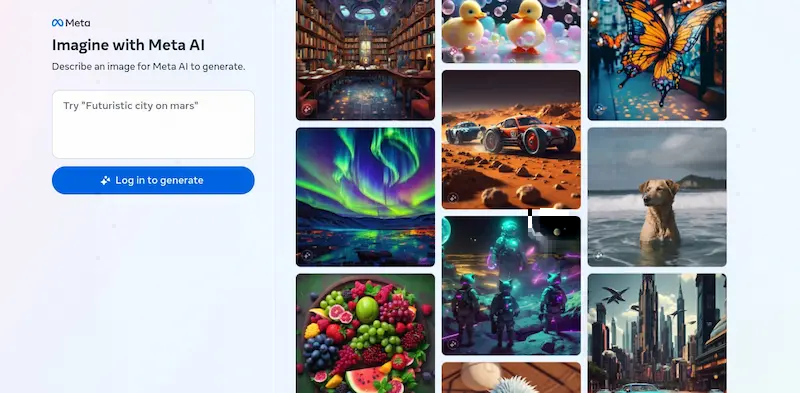 Meta
Imagine with Meta AI
Describe an image for Meta AI to generate.
Try "Futuristic city on mars"
Log in to generate